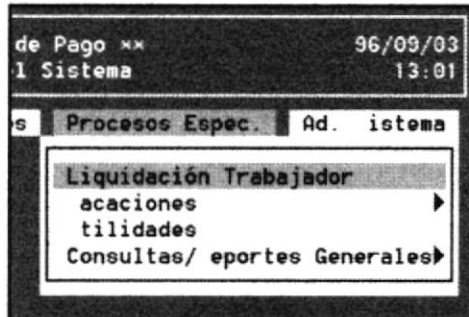 de Pago ××     96/09/03
l Sistema     13:01
s  Procesos Espec.  Ad.  istema
Liquidación Trabajador
acaciones
tilidades
Consultas/ eportes Generales